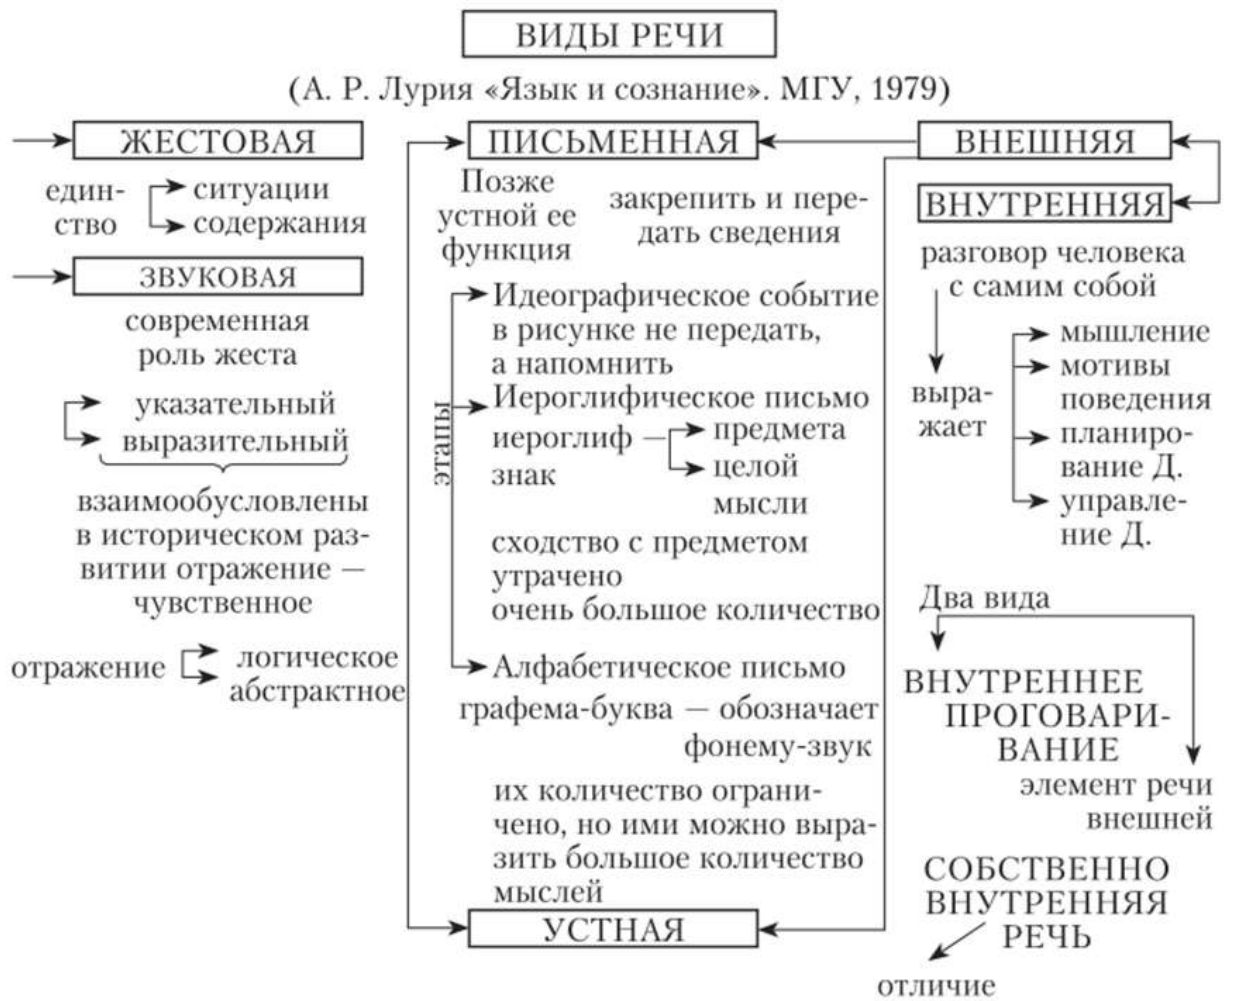 ВИДЫ РЕЧИ
(А. Р. Лурия «Язык и сознание». МГУ, 1979)
ЖЕСТОВАЯ
един-
ство
ситуации
содержания
ЗВУКОВАЯ
современная
роль жеста
указательный
выразительный
взаимообусловлены
в историческом раз-
витии отражение —
чувственное
отражение
логическое
абстрактное
ПИСЬМЕННАЯ
Позже
устной ее
функция
закрепить и пере-
дать сведения
этапы
Идеографическое событие
в рисунке не передать,
а напомнить
Иероглифическое письмо
иероглиф —
знак
предмета
целой
мысли
сходство с предметом
утрачено
очень большое количество
Алфабетическое письмо
графема-буква — обозначает
фонему-звук
их количество ограни-
чено, но ими можно выра-
зить большое количество
мыслей
УСТНАЯ
ВНЕШНЯЯ
ВНУТРЕННЯЯ
разговор человека
с самим собой
выра-
жает
мышление
мотивы
поведения
планиро-
вание Д.
управле-
ние Д.
Два вида
ВНУТРЕННЕЕ
ПРОГОВАРИ-
ВАНИЕ
элемент речи
внешней
СОБСТВЕННО
ВНУТРЕННЯЯ
РЕЧЬ
отличие